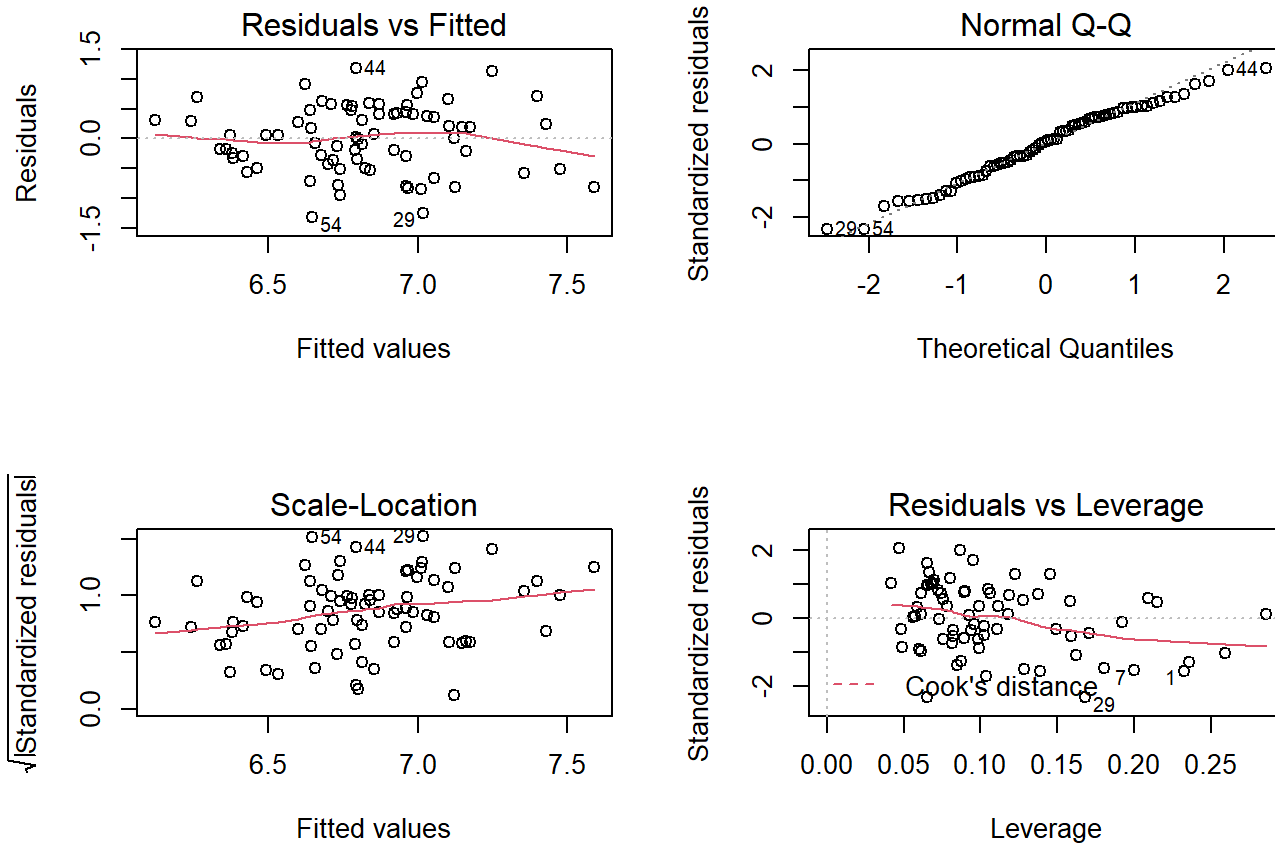 Residuals vs Fitted
Residuals
1.5
0.0
-1.5
44
54
29
6.5 7.0 7.5
Fitted values
Normal Q-Q
Standardized residuals
2
0
-2
44
29
54
-2 -1 0 1 2
Theoretical Quantiles
Scale-Location
√|Standardized residuals|
1.0
0.0
54
44
29
6.5 7.0 7.5
Fitted values
Residuals vs Leverage
Standardized residuals
2
0
-2
7
1
Cook's distance
29
0.00 0.05 0.10 0.15 0.20 0.25
Leverage